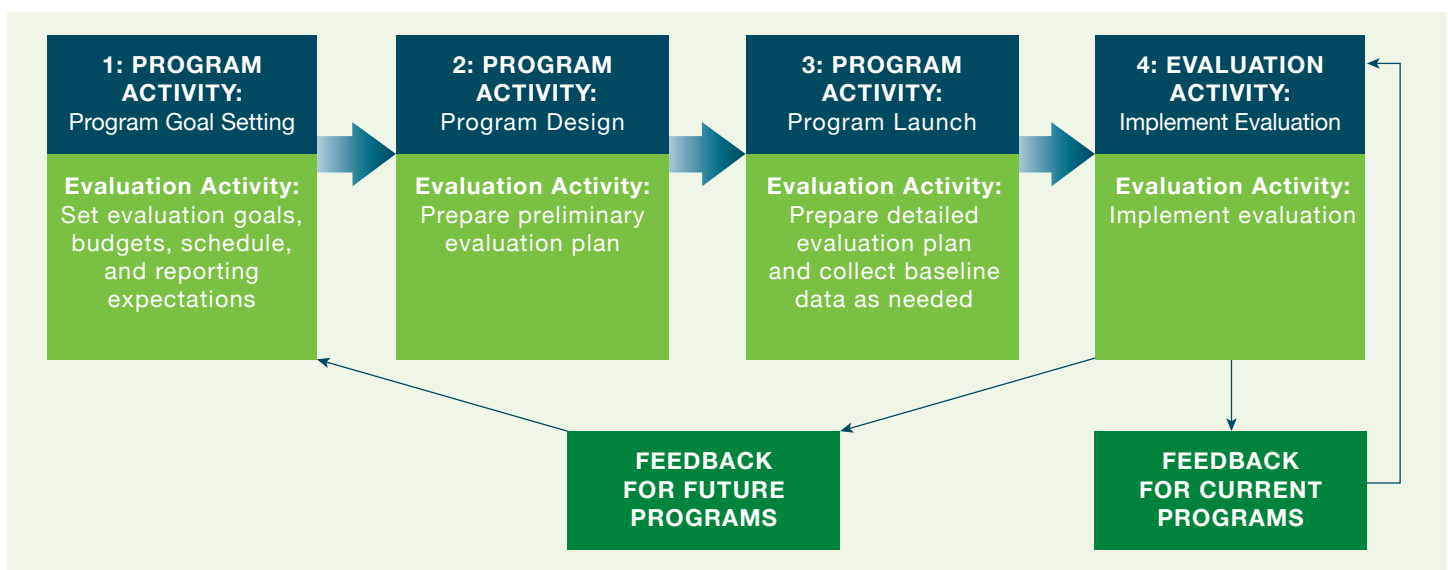 1: PROGRAM
ACTIVITY:
Program Goal Setting
Evaluation Activity:
Set evaluation goals,
budgets, schedule,
and reporting
expectations
2: PROGRAM
ACTIVITY:
Program Design
Evaluation Activity:
Prepare preliminary
evaluation plan
3: PROGRAM
ACTIVITY:
Program Launch
Evaluation Activity:
Prepare detailed
evaluation plan
and collect baseline
data as needed
4: EVALUATION
ACTIVITY:
Implement Evaluation
Evaluation Activity:
Implement evaluation
FEEDBACK
FOR FUTURE
PROGRAMS
FEEDBACK
FOR CURRENT
PROGRAMS